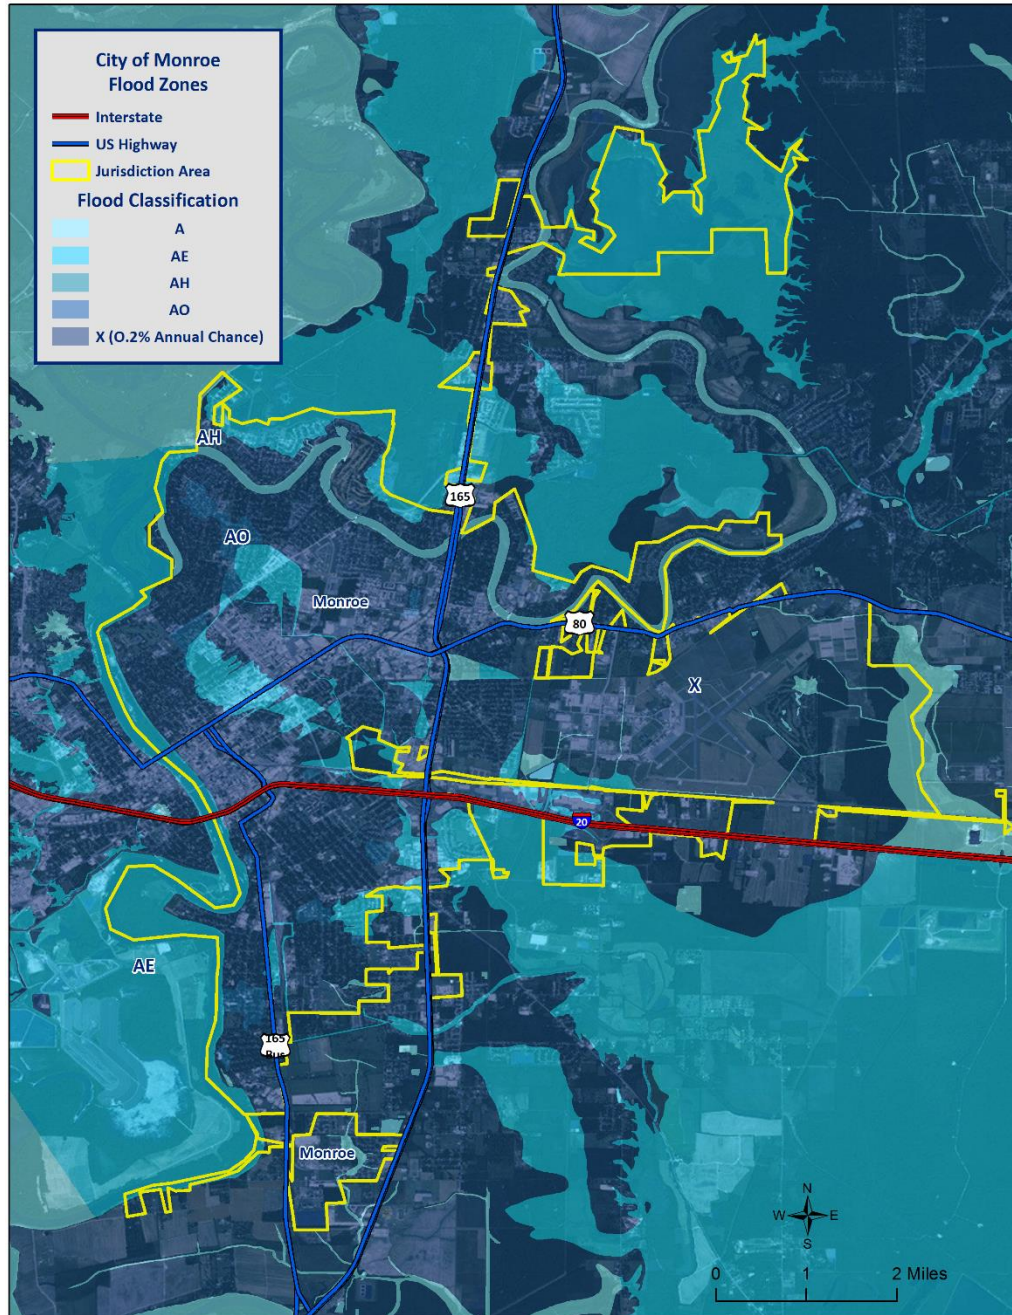 City of Monroe
Flood Zones
Interstate
US Highway
Jurisdiction Area
Flood Classification
A
AE
AH
AO
X (0.2% Annual Chance)
AH
165
AO
Monroe
80
X
20
AE
165
Bus
Monroe
N
W E
S
0 1 2 Miles